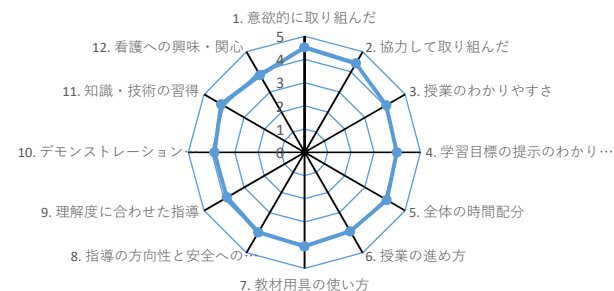 1. 意欲的に取り組んだ
2. 協力して取り組んだ
3. 授業のわかりやすさ
4. 学習目標の提示のわかり…
5. 全体の時間配分
6. 授業の進め方
7. 教材用具の使い方
8. 指導の方向性と安全への…
9. 理解度に合わせた指導
10. デモンストレーション…
11. 知識・技術の習得
12. 看護への興味・関心
5
4
3
2
1
0